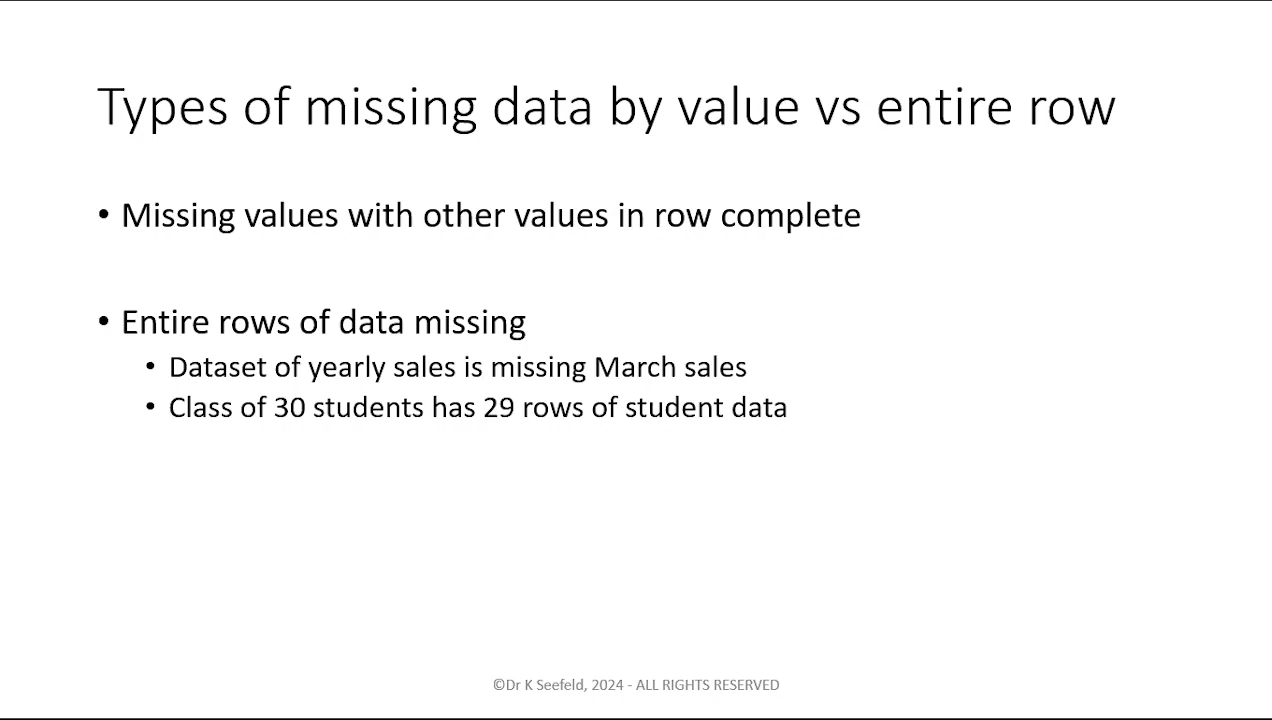 Types of missing data by value vs entire row
• Missing values with other values in row complete
• Entire rows of data missing
• Dataset of yearly sales is missing March sales
• Class of 30 students has 29 rows of student data
©Dr K Seefeld, 2024 - ALL RIGHTS RESERVED